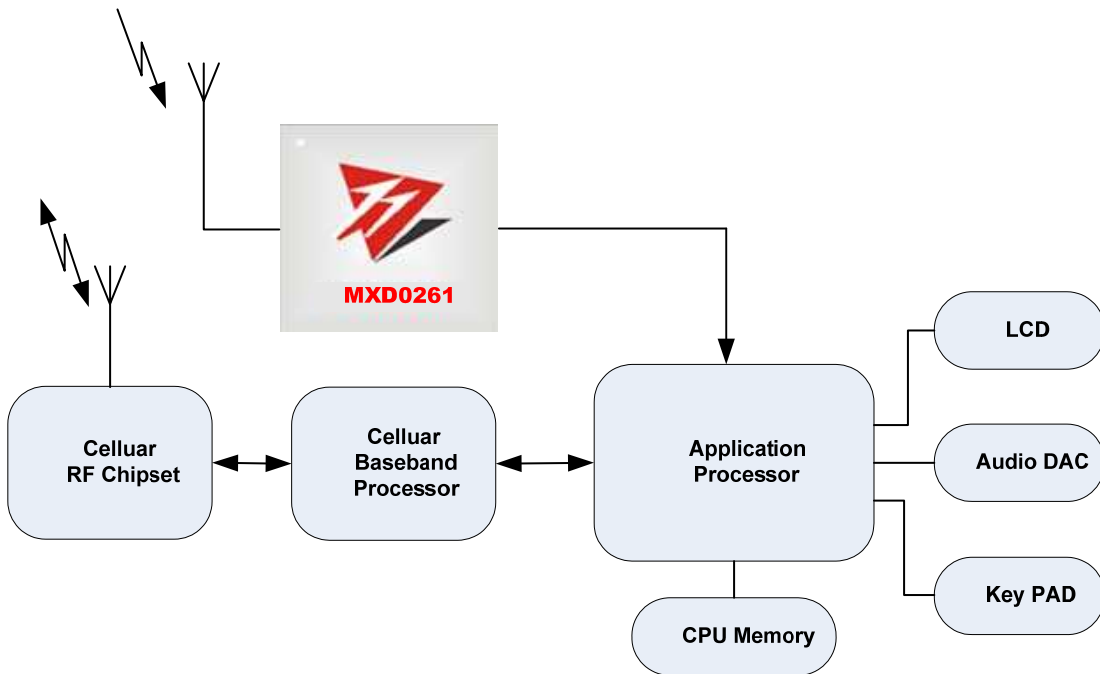 MXD0261
LCD
Celluar
RF Chipset
Celluar
Baseband
Processor
Application
Processor
Audio DAC
Key PAD
CPU Memory